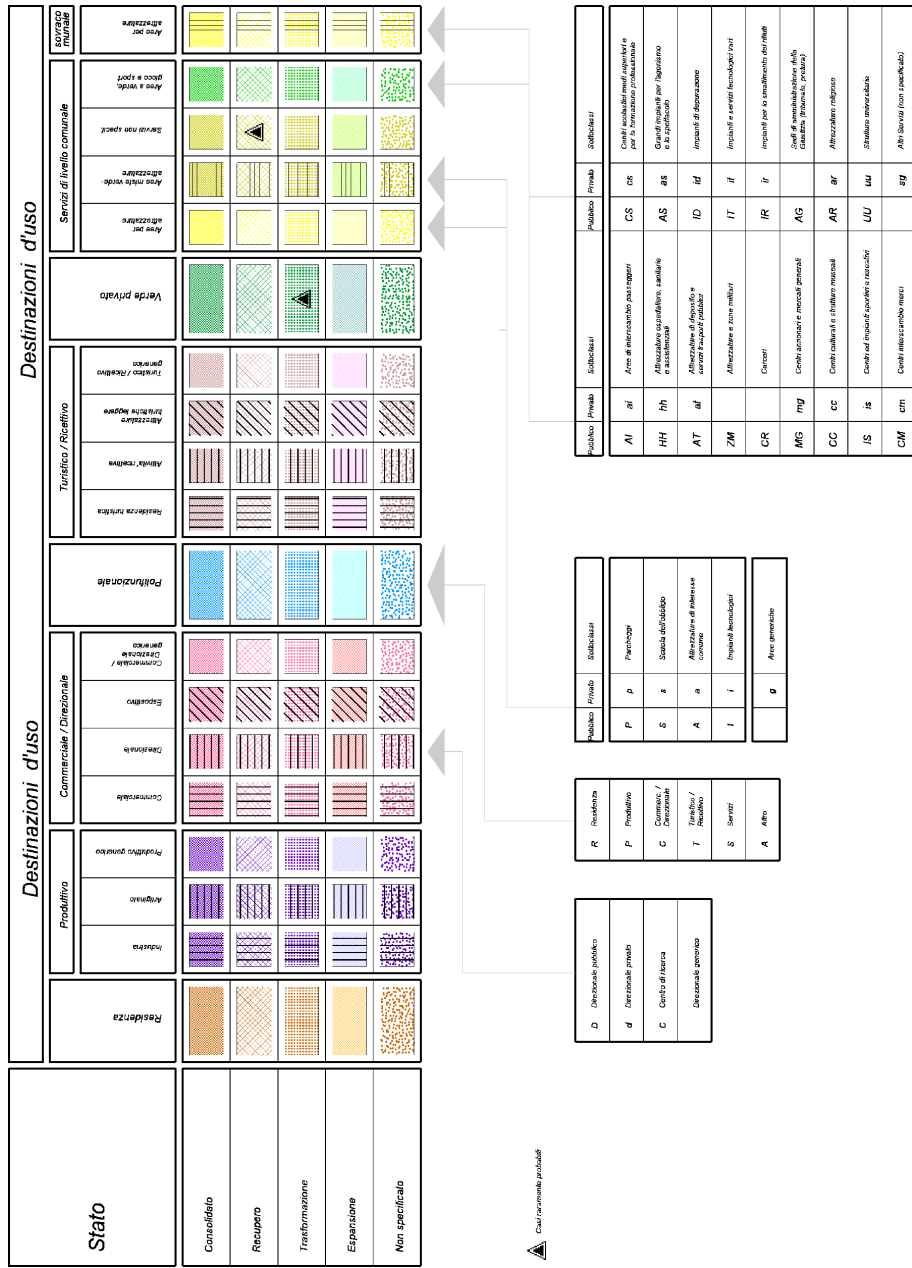 Destinazioni d'uso
Destinazioni d'uso
Stato
Residenza
Produttivo
Industria
Artigianato
Produttivo generico
Commerciale / Direzionale
Commerciale
Direzionale
Espositivo
Commerciale /
Direzionale
generico
Polifunzionale
Turistico / Ricettivo
Residenza turistica
Attivita' ricettiva
Attrezzature
turistiche leggere
Turistico / Ricettivo
generico
Verde privato
Servizi di livello comunale
Aree per
attrezzature
Aree misto verde-
attrezzature
Servizi non specif.
Aree a verde,
gioco e sport
sovraco
munale
Aree per
attrezzature
Consolidato
Recupero
Trasformazione
Espansione
Non specificato
Casi raramente probabili
D Direzionale pubblico
d Direzionale privato
C Centro di ricerca
Direzionale generico
R Residenza
P Produttivo
C Commerc. /
Direzionale
T Turistico /
Ricettivo
S Servizi
A Altro
Pubblico Privato Sottoclassi
P p Parcheggi
S s Scuola dell'obbligo
A a Attrezzature di interesse
comune
I i Impianti tecnologici
g Aree generiche
Pubblico Privato Sottoclassi
AI ai Aree di interscambio passeggeri
HH hh Attrezzature ospedaliere, sanitarie
e assistenziali
AT at Attrezzature di deposito e
servizi trasporti pubblici
ZM Attrezzature e zone militari
CR Carceri
MG mg Centri annonari e mercati generali
CC cc Centri culturali e strutture museali
IS is Centri ed impianti sportivi e ricreativi
CM cm Centri interscambio merci
Pubblico Privato Sottoclassi
CS cs Centri scolastici medi superiori e
per la formazione professionale
AS as Grandi impianti per l'agonismo
e lo spettacolo
ID id Impianti di depurazione
IT it Impianti e servizi tecnologici vari
IR ir Impianti per lo smaltimento dei rifiuti
AG Sedi di amministrazione della
Giustizia (tribunale, pretura)
AR ar Attrezzature religiose
UU uu Strutture universitarie
sg Altri Servizi (non specificato)